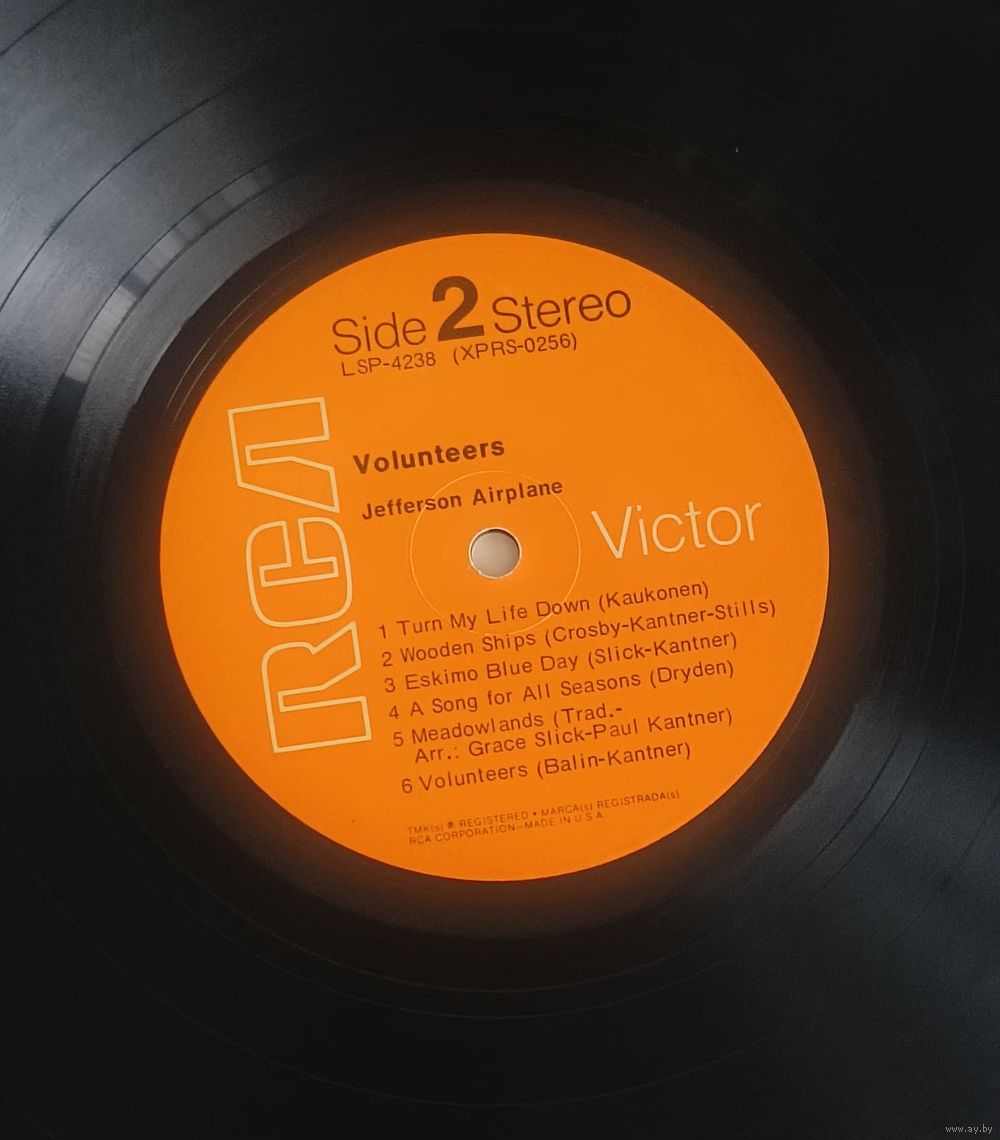 Side 2 Stereo
LSP-4238 (XPRS-0256)
RCA
Volunteers
Jefferson Airplane
Victor
1 Turn My Life Down (Kaukonen)
2 Wooden Ships (Crosby-Kantner-Stills)
3 Eskimo Blue Day (Slick-Kantner)
4 A Song for All Seasons (Dryden)
5 Meadowlands (Trad.-
Arr.: Grace Slick-Paul Kantner)
6 Volunteers (Balin-Kantner)
TMK(s) ® REGISTERED • MARCA(s) REGISTRADA(s)
RCA CORPORATION—MADE IN U S A
www.ay.by